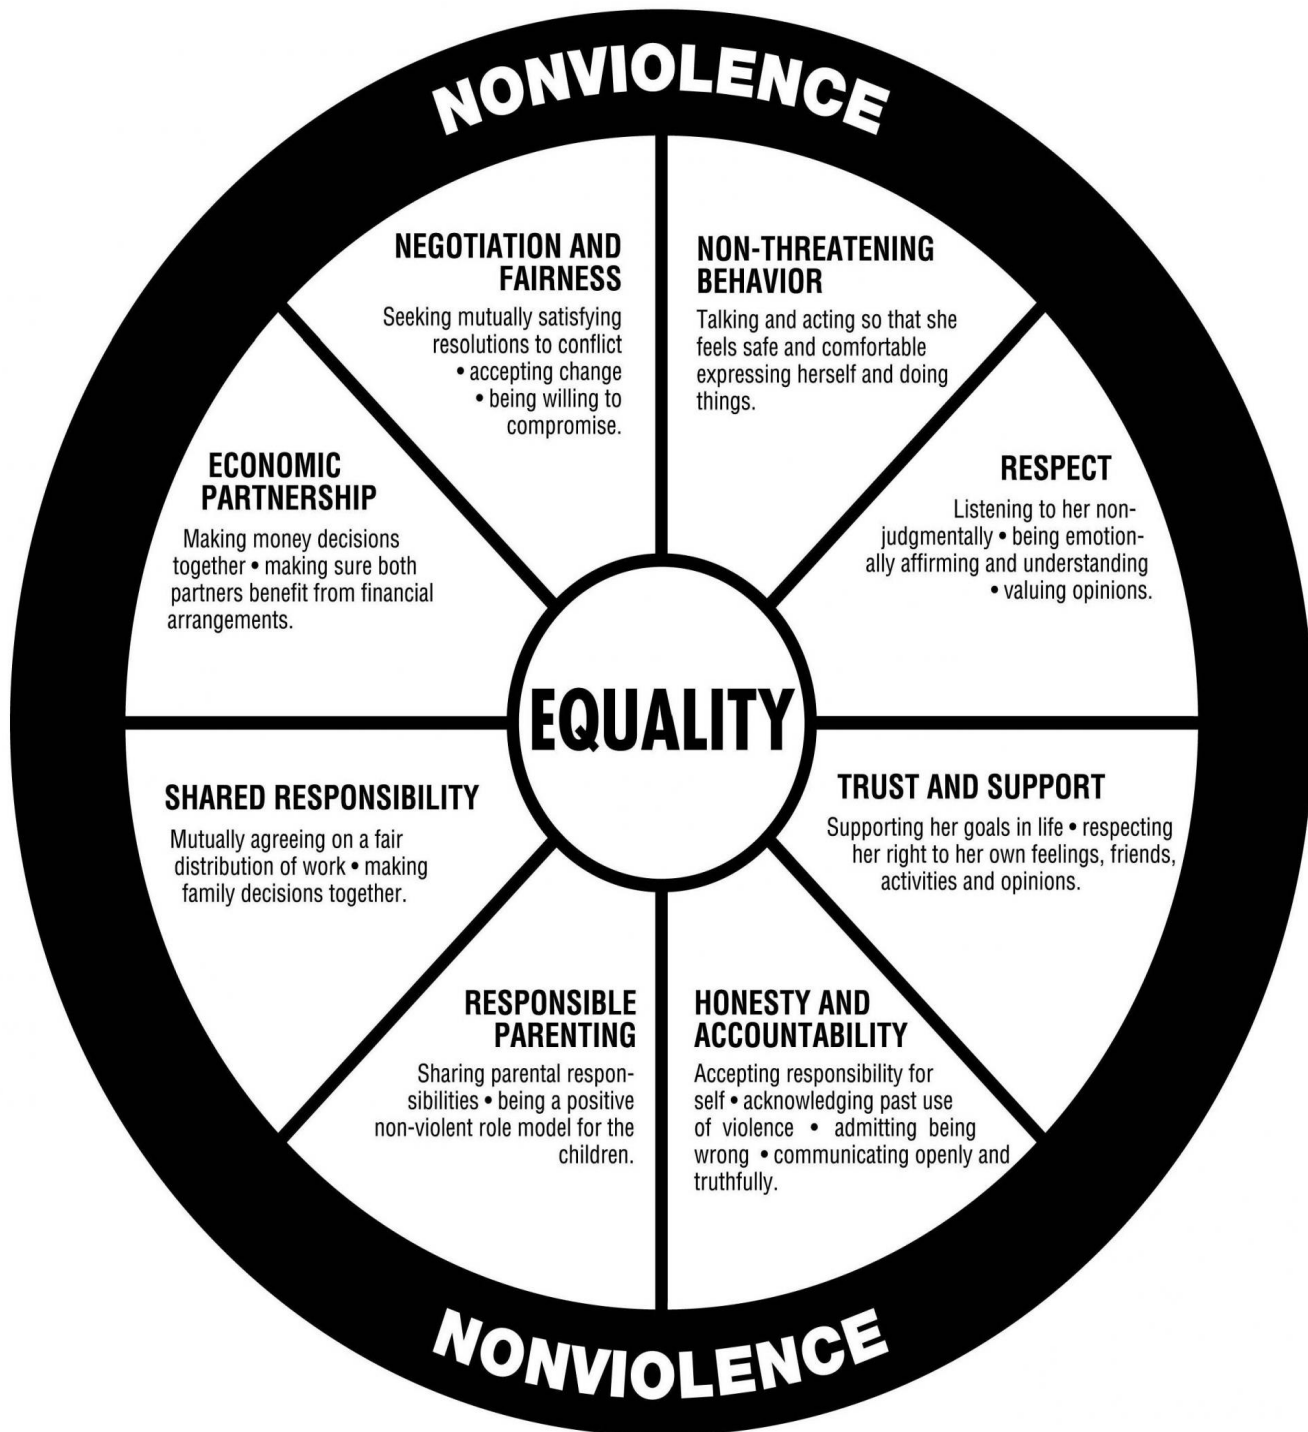 NONVIOLENCE
NEGOTIATION AND
FAIRNESS
Seeking mutually satisfying
resolutions to conflict
• accepting change
• being willing to
compromise.
NON-THREATENING
BEHAVIOR
Talking and acting so that she
feels safe and comfortable
expressing herself and doing
things.
ECONOMIC
PARTNERSHIP
Making money decisions
together • making sure both
partners benefit from financial
arrangements.
RESPECT
Listening to her non-
judgmentally • being emotion-
ally affirming and understanding
• valuing opinions.
EQUALITY
SHARED RESPONSIBILITY
Mutually agreeing on a fair
distribution of work • making
family decisions together.
TRUST AND SUPPORT
Supporting her goals in life • respecting
her right to her own feelings, friends,
activities and opinions.
RESPONSIBLE
PARENTING
Sharing parental respon-
sibilities • being a positive
non-violent role model for the
children.
HONESTY AND
ACCOUNTABILITY
Accepting responsibility for
self • acknowledging past use
of violence • admitting being
wrong • communicating openly and
truthfully.
NONVIOLENCE